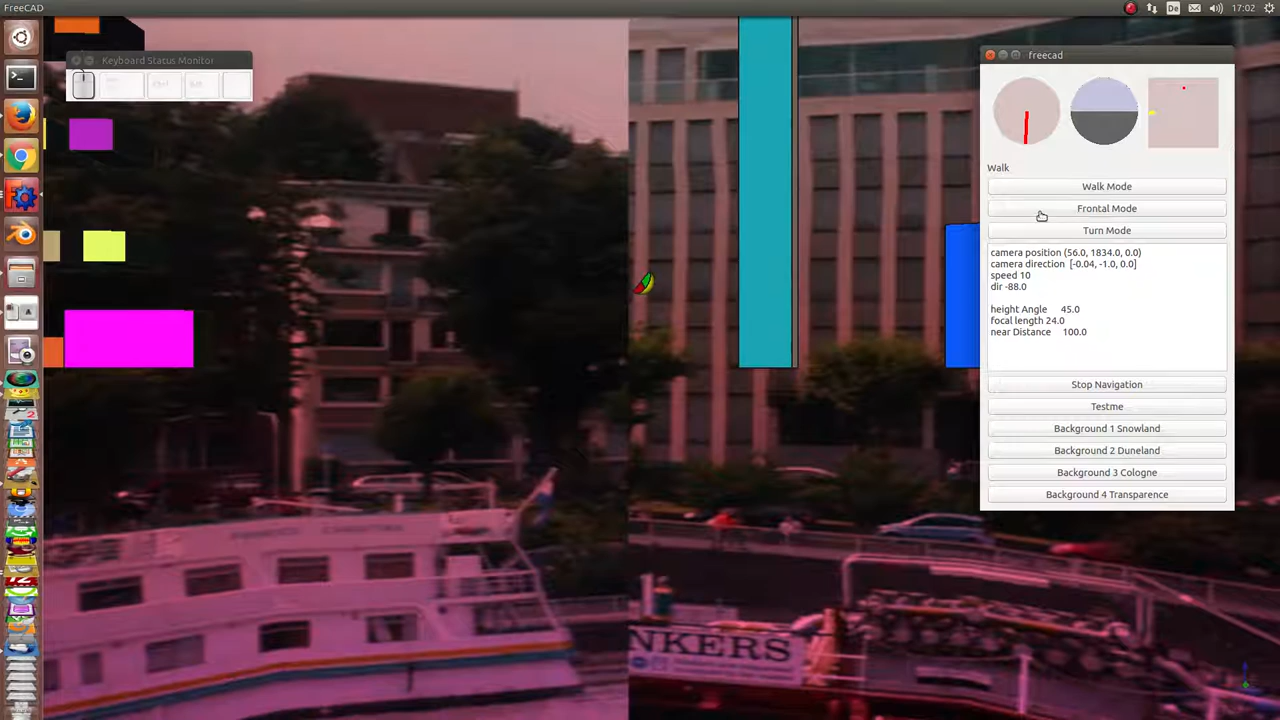 FreeCAD
De
17:02
Keyboard Status Monitor
Ctrl
Alt
freecad
Walk
Walk Mode
Frontal Mode
Turn Mode
camera position (56.0, 1834.0, 0.0)
camera direction [-0.04, -1.0, 0.0]
speed 10
dir -88.0
height Angle 45.0
focal length 24.0
near Distance 100.0
Stop Navigation
Testme
Background 1 Snowland
Background 2 Duneland
Background 3 Cologne
Background 4 Transparence
NKERS